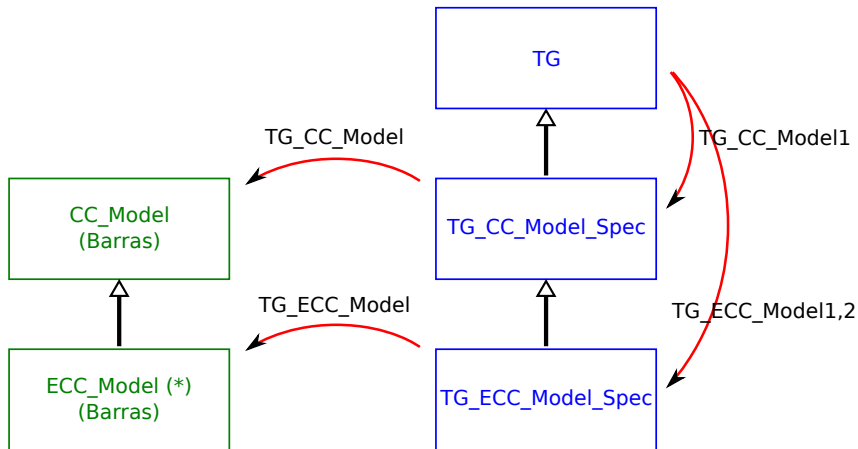 TG
TG_CC_Model
TG_CC_Model1
CC_Model
(Barras)
TG_CC_Model_Spec
TG_ECC_Model
TG_ECC_Model1,2
ECC_Model (*)
(Barras)
TG_ECC_Model_Spec